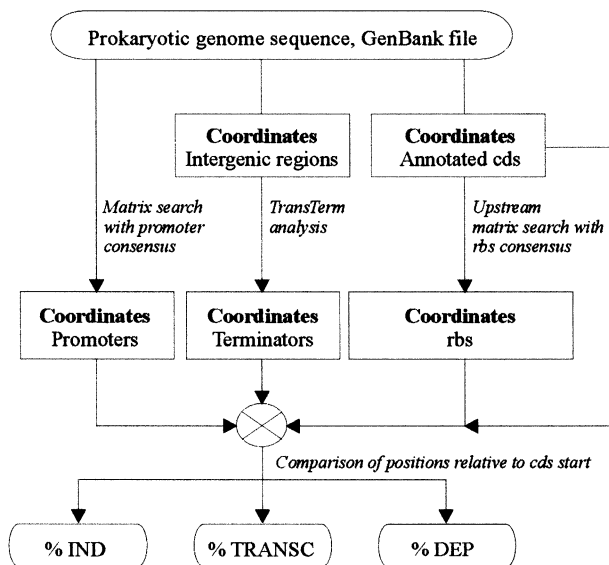 Prokaryotic genome sequence, GenBank file
Coordinates
Intergenic regions
Coordinates
Annotated cds
Matrix search
with promoter
consensus
TransTerm
analysis
Upstream
matrix search with
rbs consensus
Coordinates
Promoters
Coordinates
Terminators
Coordinates
rbs
Comparison of positions relative to cds start
% IND
% TRANSC
% DEP